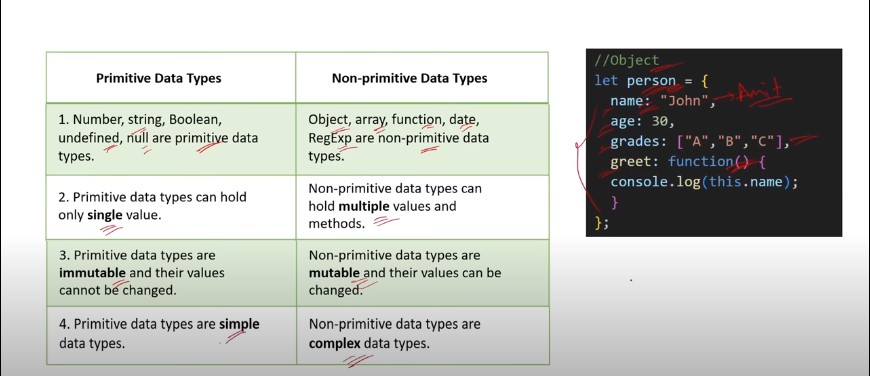 Primitive Data Types
Non-primitive Data Types
1. Number, string, Boolean,
undefined, null are primitive data
types.
Object, array, function, date,
RegExp are non-primitive data
types.
2. Primitive data types can hold
only single value.
Non-primitive data types can
hold multiple values and
methods.
3. Primitive data types are
immutable and their values
cannot be changed.
Non-primitive data types are
mutable and their values can be
changed.
4. Primitive data types are simple
data types.
Non-primitive data types are
complex data types.
//Object
let person = {
name: "John", Amit
age: 30,
grades: ["A","B","C"],
greet: function() {
console.log(this.name);
}
};